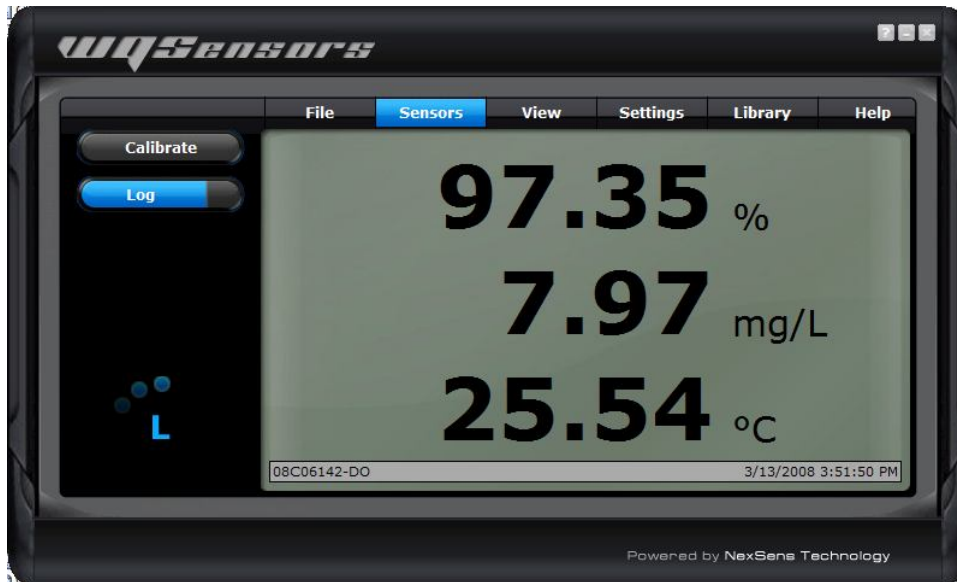 WQSensors
? - x
File Sensors View Settings Library Help
Calibrate
Log
97.35 %
7.97 mg/L
25.54 °C
L
08C06142-DO 3/13/2008 3:51:50 PM
Powered by NexSens Technology